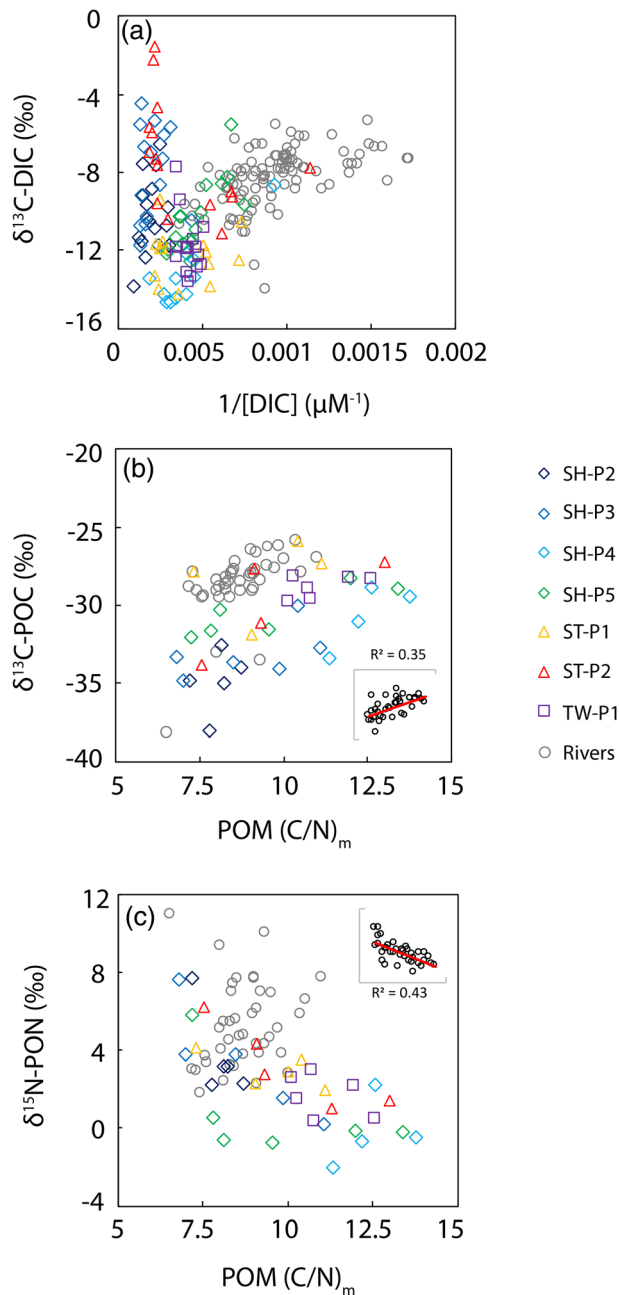 (a)
0
-4
-8
-12
-16
δ¹³C-DIC (‰)
0 0.005 0.001 0.0015 0.002
1/[DIC] (µM⁻¹)
(b)
-20
-25
-30
-35
-40
δ¹³C-POC (‰)
R² = 0.35
5 7.5 10 12.5 15
POM (C/N)ₘ
SH-P2
SH-P3
SH-P4
SH-P5
ST-P1
ST-P2
TW-P1
Rivers
(c)
12
8
4
0
-4
δ¹⁵N-PON (‰)
R² = 0.43
5 7.5 10 12.5 15
POM (C/N)ₘ